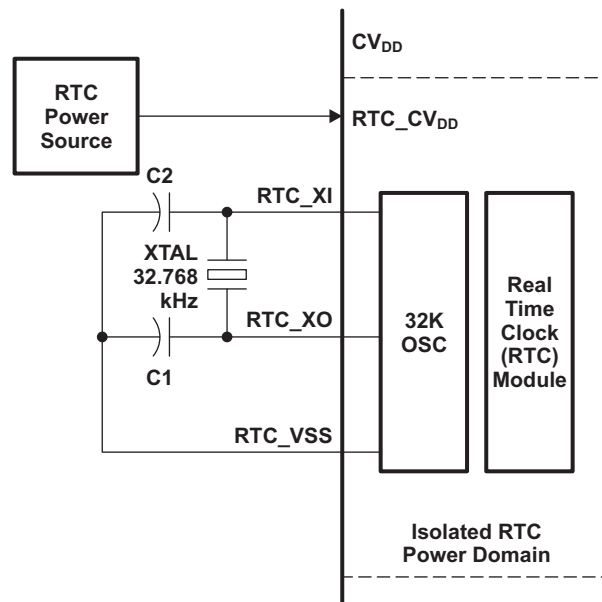 CVDD
RTC
Power
Source
RTC_CVDD
C2
RTC_XI
XTAL
32.768
kHz
RTC_XO
C1
RTC_VSS
32K
OSC
Real
Time
Clock
(RTC)
Module
Isolated RTC
Power Domain